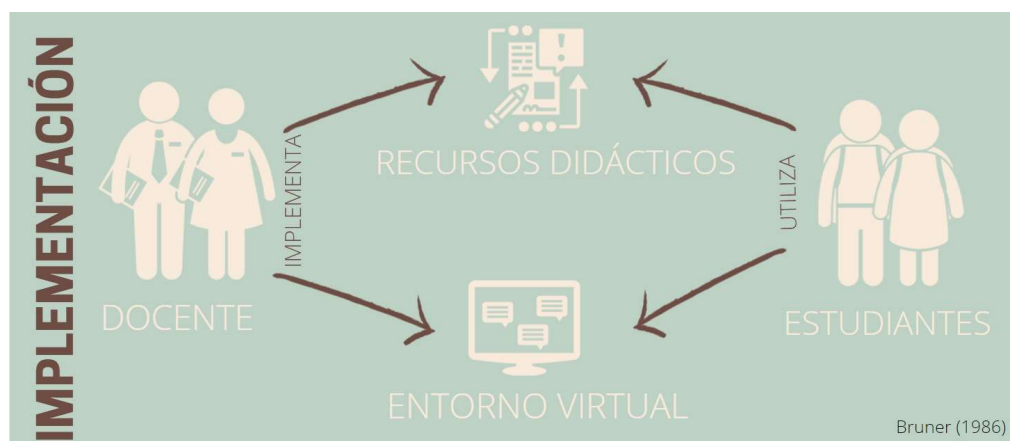 IMPLEMENTACIÓN
RECURSOS DIDÁCTICOS
IMPLEMENTA
UTILIZA
DOCENTE
ESTUDIANTES
ENTORNO VIRTUAL
Bruner (1986)